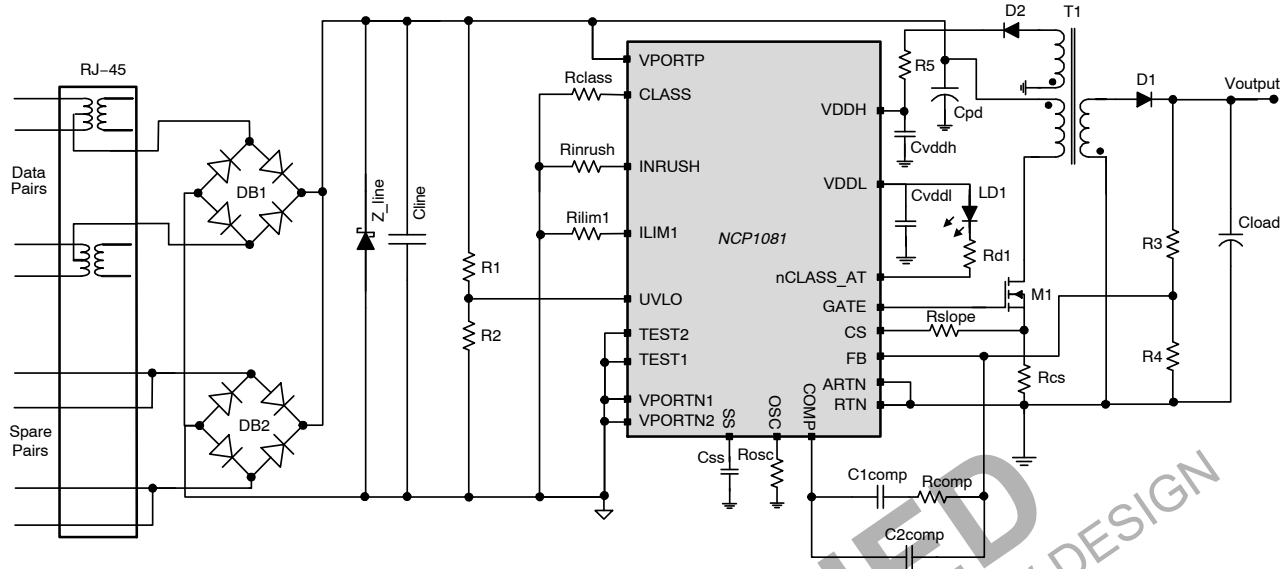 RJ−45
Data
Pairs
Spare
Pairs
DB1
DB2
Z_line
Cline
R1
R2
Rclass
Rinrush
Rilim1
VPORTP
CLASS
INRUSH
ILIM1
UVLO
TEST2
TEST1
VPORTN1
VPORTN2
NCP1081
VDDH
VDDL
nCLASS_AT
GATE
CS
FB
ARTN
RTN
SS
OSC
COMP
Css
Rosc
C1comp
Rcomp
C2comp
D2
T1
R5
Cpd
Cvddh
Cvddl
LD1
Rd1
M1
Rslope
Rcs
D1
Voutput
R3
R4
Cload
DESIGN